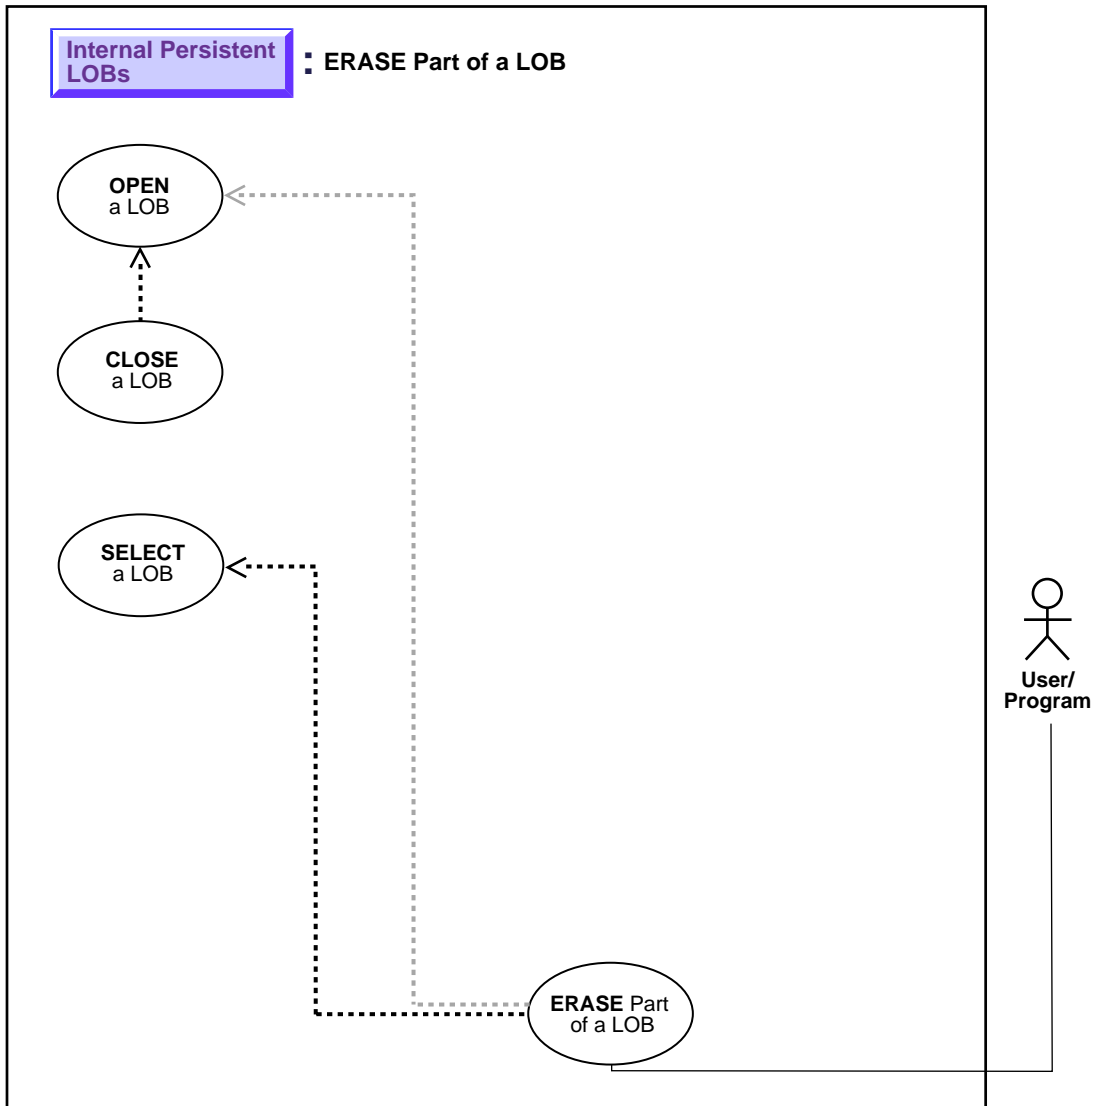 Internal Persistent
LOBs
: ERASE Part of a LOB
OPEN
a LOB
CLOSE
a LOB
SELECT
a LOB
User/
Program
ERASE Part
of a LOB